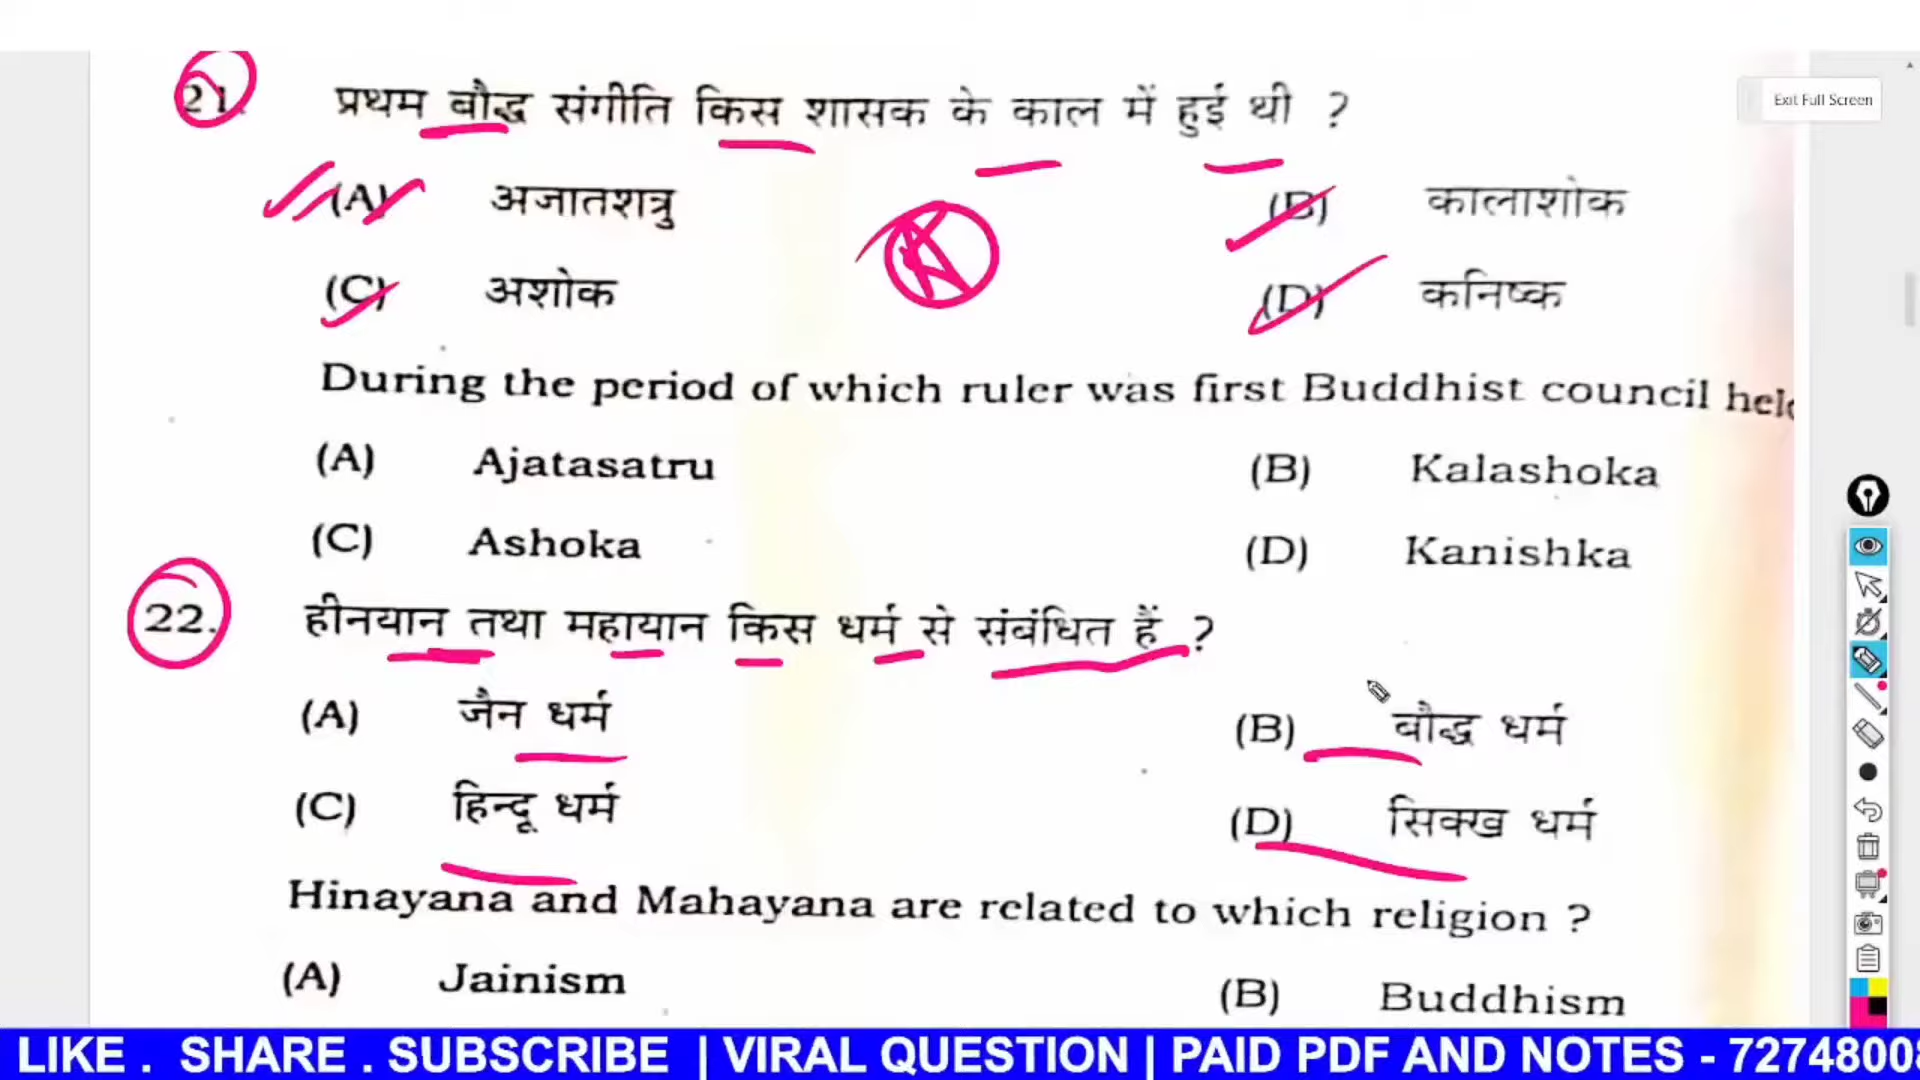 Exit Full Screen
21. प्रथम बौद्ध संगीति किस शासक के काल में हुई थी ?
(A) अजातशत्रु (B) कालाशोक
A
(C) अशोक (D) कनिष्क
During the period of which ruler was first Buddhist council held
(A) Ajatasatru (B) Kalashoka
(C) Ashoka (D) Kanishka
22. हीनयान तथा महायान किस धर्म से संबंधित हैं ?
(A) जैन धर्म (B) बौद्ध धर्म
(C) हिन्दू धर्म (D) सिक्ख धर्म
Hinayana and Mahayana are related to which religion ?
(A) Jainism (B) Buddhism
LIKE . SHARE . SUBSCRIBE | VIRAL QUESTION | PAID PDF AND NOTES - 7274800